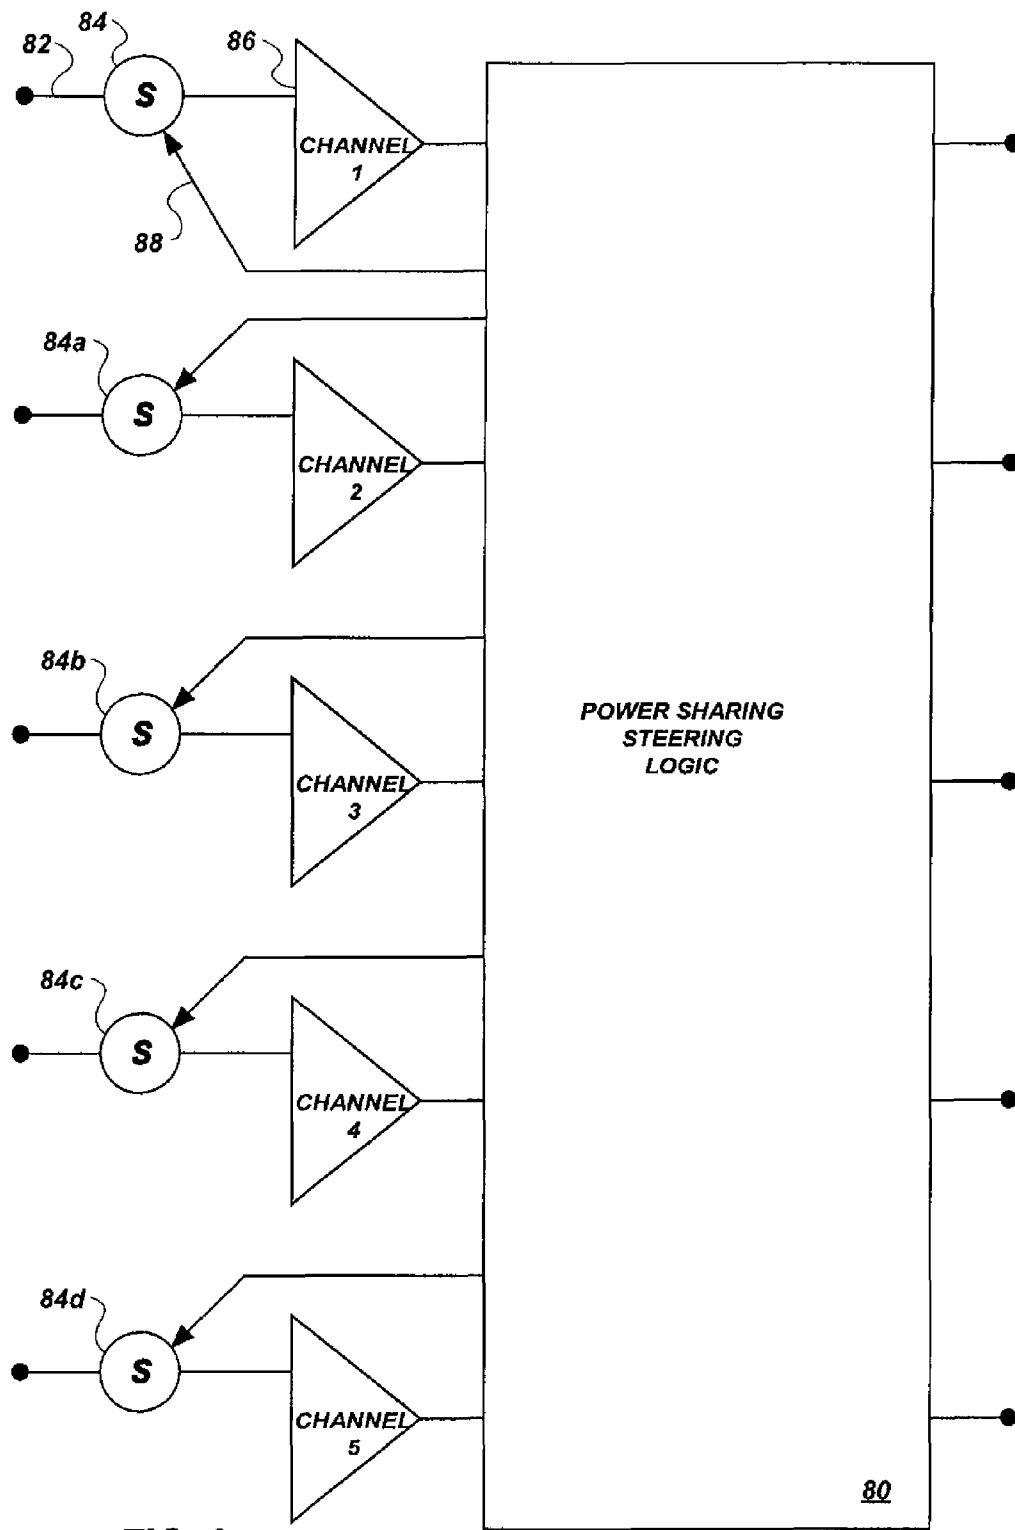 84
82
S
86
CHANNEL
1
88
84a
S
CHANNEL
2
84b
S
CHANNEL
3
POWER SHARING
STEERING
LOGIC
84c
S
CHANNEL
4
84d
S
CHANNEL
5
80